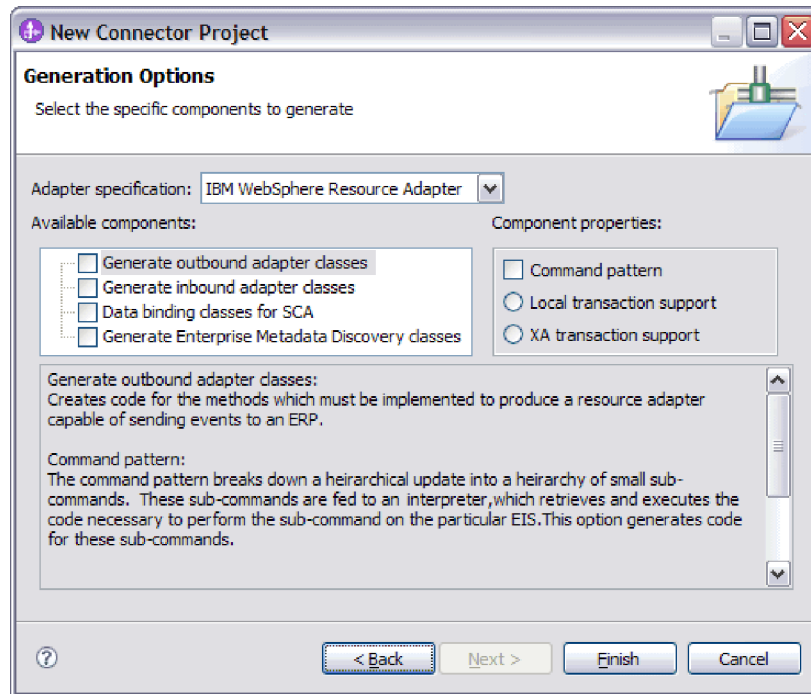 New Connector Project
Generation Options
Select the specific components to generate
Adapter specification: IBM WebSphere Resource Adapter
Available components:
Generate outbound adapter classes
Generate inbound adapter classes
Data binding classes for SCA
Generate Enterprise Metadata Discovery classes
Component properties:
Command pattern
Local transaction support
XA transaction support
Generate outbound adapter classes:
Creates code for the methods which must be implemented to produce a resource adapter
capable of sending events to an ERP.
Command pattern:
The command pattern breaks down a heirarchical update into a heirarchy of small sub-
commands. These sub-commands are fed to an interpreter,which retrieves and executes the
code necessary to perform the sub-command on the particular EIS.This option generates code
for these sub-commands.
? < Back Next > Finish Cancel